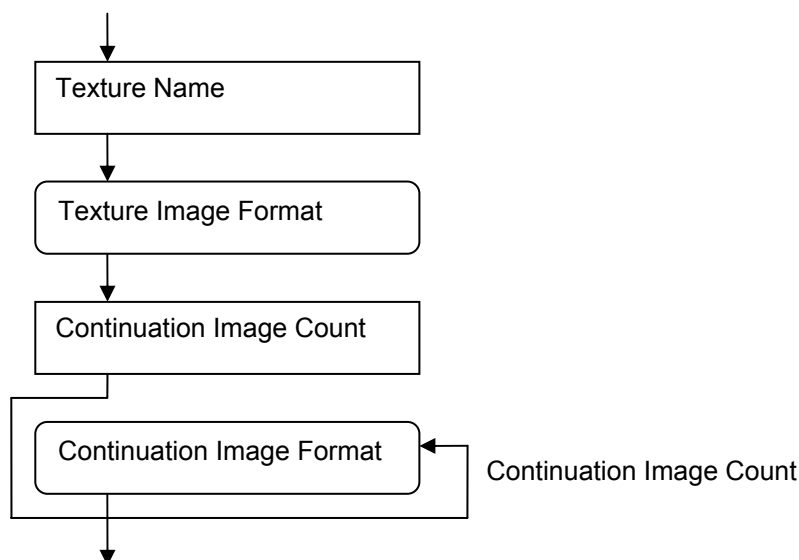 Texture Name
Texture Image Format
Continuation Image Count
Continuation Image Format
Continuation Image Count